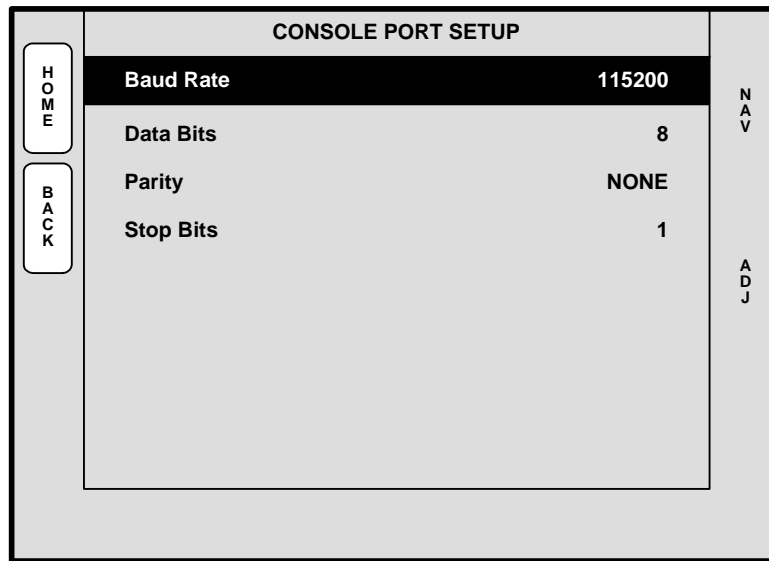 CONSOLE PORT SETUP
HOME
BACK
Baud Rate 115200
Data Bits 8
Parity NONE
Stop Bits 1
NAV
ADJ